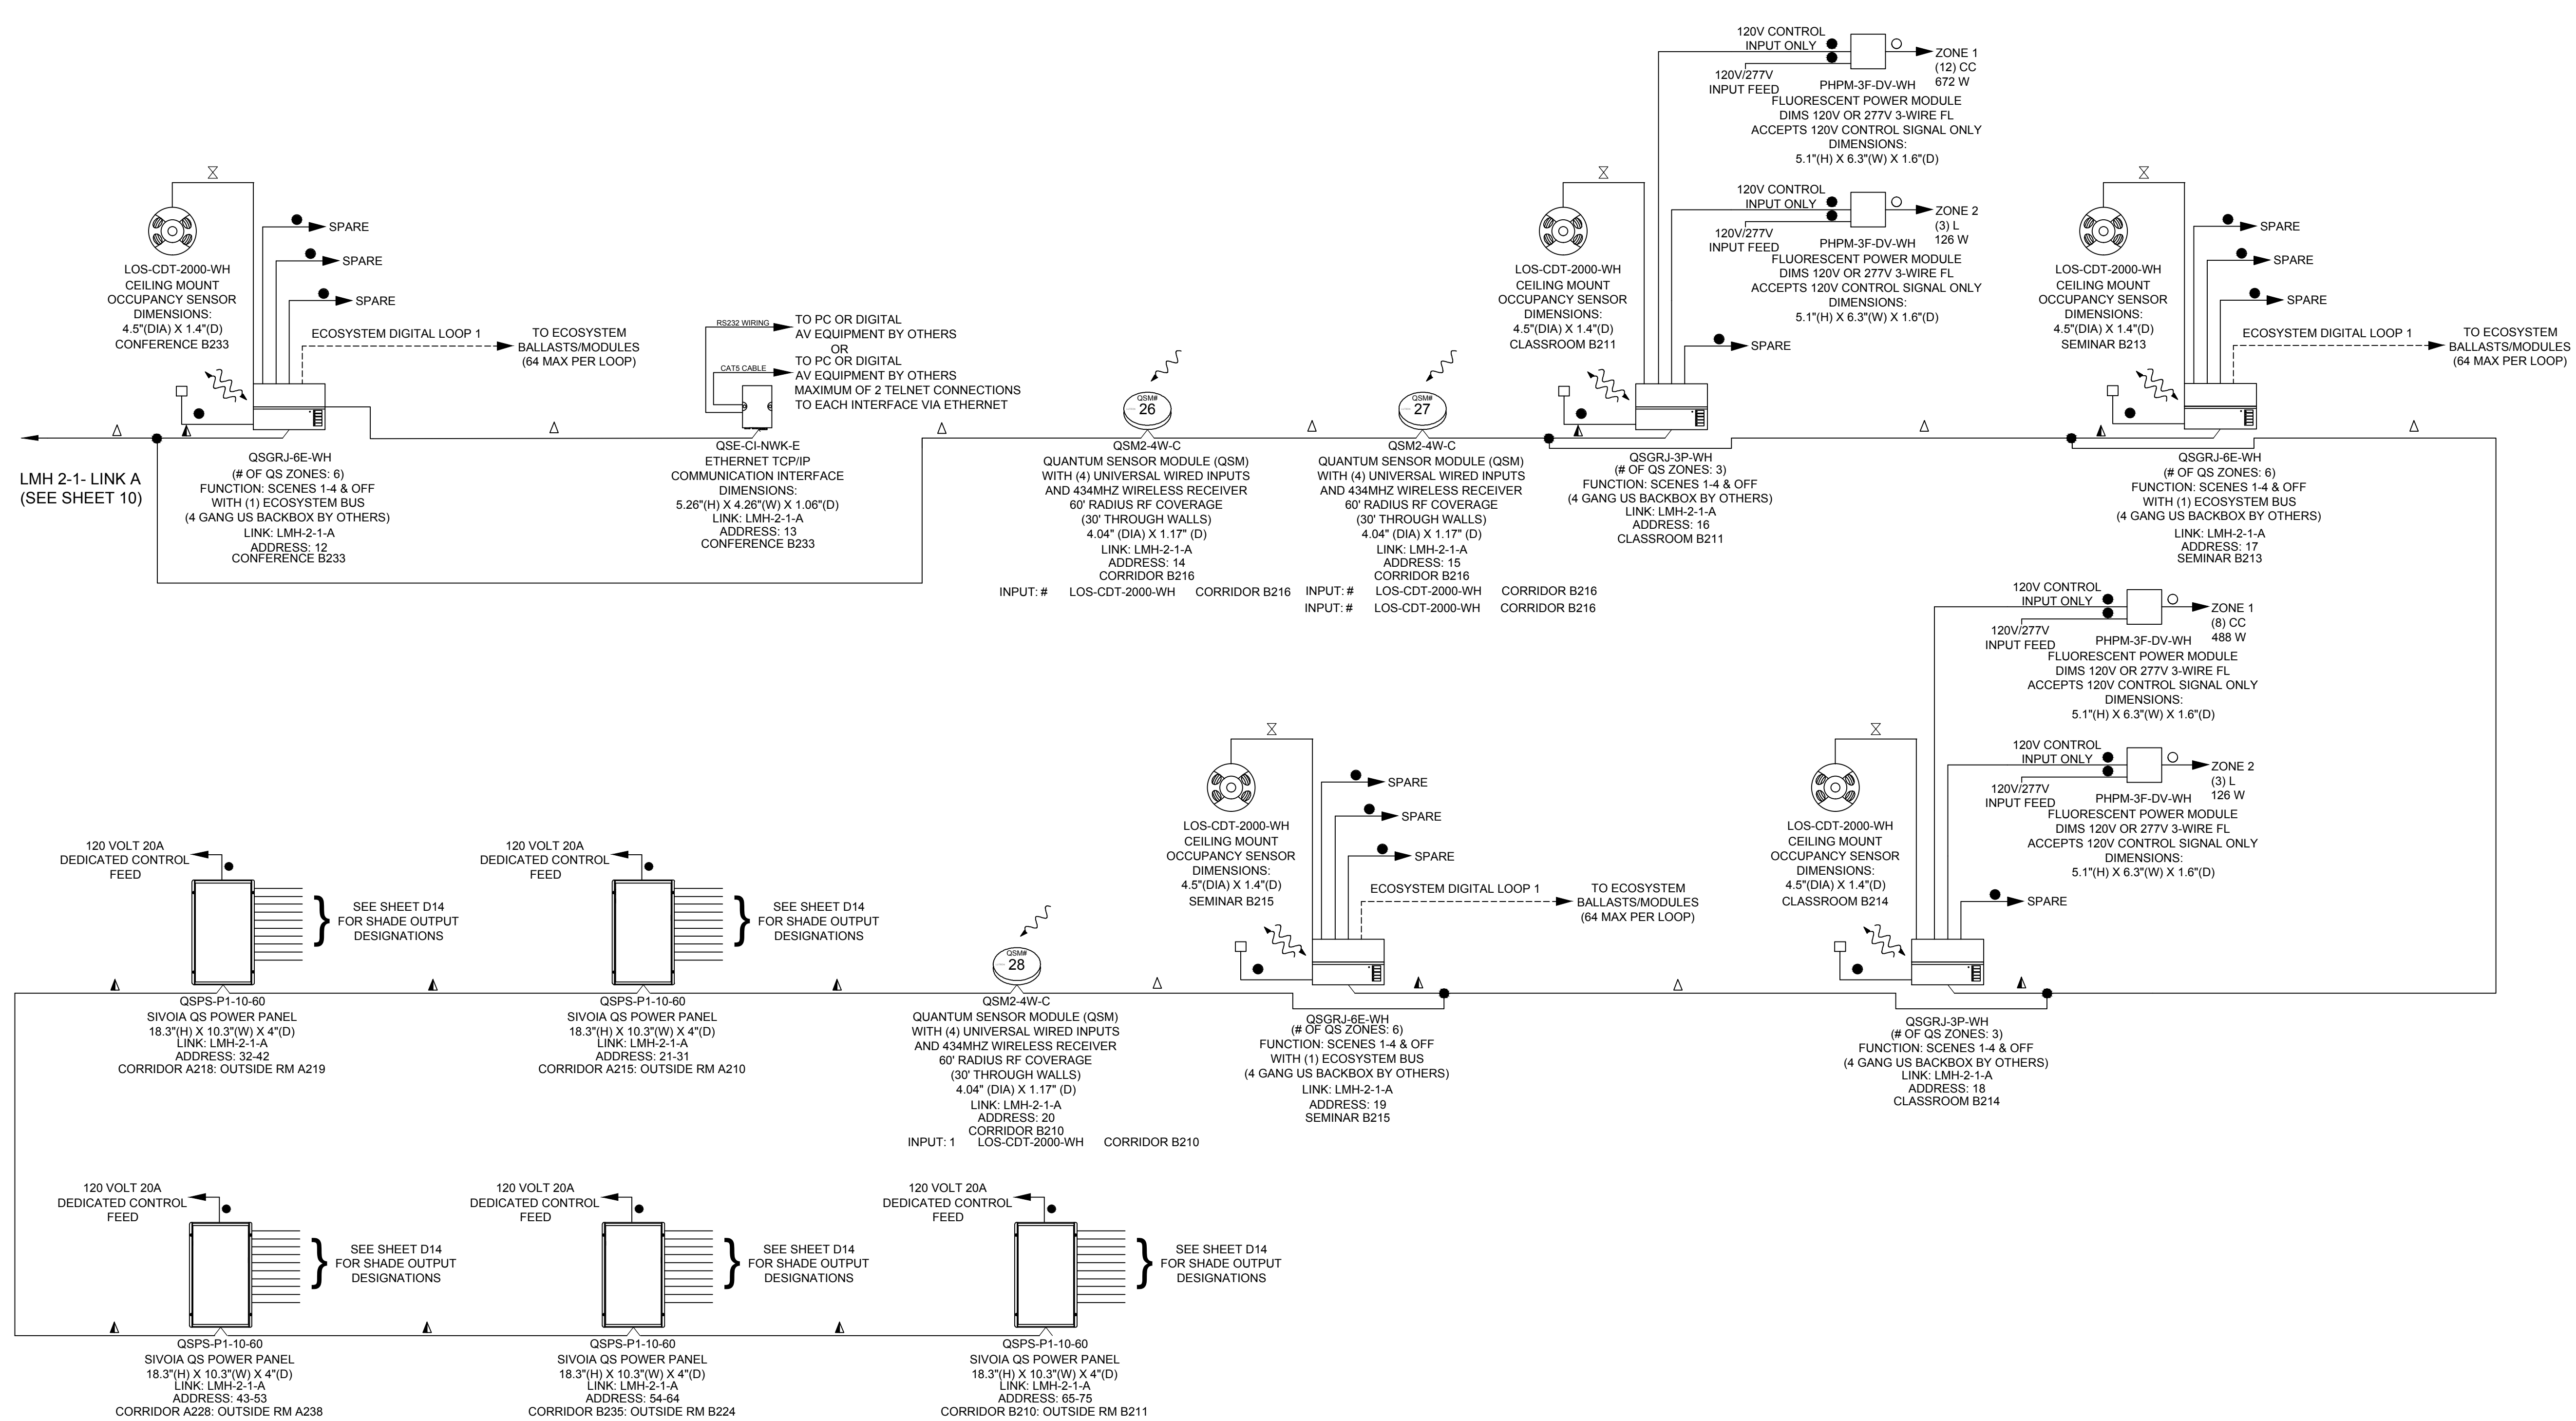 LMH 2-1- LINK A
(SEE SHEET 10)
LOS-CDT-2000-WH
CEILING MOUNT
OCCUPANCY SENSOR
DIMENSIONS:
4.5"(DIA) X 1.4"(D)
CONFERENCE B233
SPARE
SPARE
SPARE
ECOSYSTEM DIGITAL LOOP 1
TO ECOSYSTEM
BALLASTS/MODULES
(64 MAX PER LOOP)
QSGRJ-6E-WH
(# OF QS ZONES: 6)
FUNCTION: SCENES 1-4 & OFF
WITH (1) ECOSYSTEM BUS
(4 GANG US BACKBOX BY OTHERS)
LINK: LMH-2-1-A
ADDRESS: 12
CONFERENCE B233
RS232 WIRING
TO PC OR DIGITAL
AV EQUIPMENT BY OTHERS
OR
CAT5 CABLE
TO PC OR DIGITAL
AV EQUIPMENT BY OTHERS
MAXIMUM OF 2 TELNET CONNECTIONS
TO EACH INTERFACE VIA ETHERNET
QSE-CI-NWK-E
ETHERNET TCP/IP
COMMUNICATION INTERFACE
DIMENSIONS:
5.26"(H) X 4.26"(W) X 1.06"(D)
LINK: LMH-2-1-A
ADDRESS: 13
CONFERENCE B233
QSM#
26
QSM2-4W-C
QUANTUM SENSOR MODULE (QSM)
WITH (4) UNIVERSAL WIRED INPUTS
AND 434MHZ WIRELESS RECEIVER
60' RADIUS RF COVERAGE
(30' THROUGH WALLS)
4.04" (DIA) X 1.17" (D)
LINK: LMH-2-1-A
ADDRESS: 14
CORRIDOR B216
INPUT: # LOS-CDT-2000-WH CORRIDOR B216
QSM#
27
QSM2-4W-C
QUANTUM SENSOR MODULE (QSM)
WITH (4) UNIVERSAL WIRED INPUTS
AND 434MHZ WIRELESS RECEIVER
60' RADIUS RF COVERAGE
(30' THROUGH WALLS)
4.04" (DIA) X 1.17" (D)
LINK: LMH-2-1-A
ADDRESS: 15
CORRIDOR B216
INPUT: # LOS-CDT-2000-WH CORRIDOR B216
INPUT: # LOS-CDT-2000-WH CORRIDOR B216
LOS-CDT-2000-WH
CEILING MOUNT
OCCUPANCY SENSOR
DIMENSIONS:
4.5"(DIA) X 1.4"(D)
CLASSROOM B211
120V CONTROL
INPUT ONLY
120V/277V
INPUT FEED
ZONE 1
(12) CC
672 W
PHPM-3F-DV-WH
FLUORESCENT POWER MODULE
DIMS 120V OR 277V 3-WIRE FL
ACCEPTS 120V CONTROL SIGNAL ONLY
DIMENSIONS:
5.1"(H) X 6.3"(W) X 1.6"(D)
120V CONTROL
INPUT ONLY
120V/277V
INPUT FEED
ZONE 2
(3) L
126 W
PHPM-3F-DV-WH
FLUORESCENT POWER MODULE
DIMS 120V OR 277V 3-WIRE FL
ACCEPTS 120V CONTROL SIGNAL ONLY
DIMENSIONS:
5.1"(H) X 6.3"(W) X 1.6"(D)
SPARE
QSGRJ-3P-WH
(# OF QS ZONES: 3)
FUNCTION: SCENES 1-4 & OFF
(4 GANG US BACKBOX BY OTHERS)
LINK: LMH-2-1-A
ADDRESS: 16
CLASSROOM B211
LOS-CDT-2000-WH
CEILING MOUNT
OCCUPANCY SENSOR
DIMENSIONS:
4.5"(DIA) X 1.4"(D)
SEMINAR B213
SPARE
SPARE
SPARE
ECOSYSTEM DIGITAL LOOP 1
TO ECOSYSTEM
BALLASTS/MODULES
(64 MAX PER LOOP)
QSGRJ-6E-WH
(# OF QS ZONES: 6)
FUNCTION: SCENES 1-4 & OFF
WITH (1) ECOSYSTEM BUS
(4 GANG US BACKBOX BY OTHERS)
LINK: LMH-2-1-A
ADDRESS: 17
SEMINAR B213
120V CONTROL
INPUT ONLY
120V/277V
INPUT FEED
ZONE 1
(8) CC
488 W
PHPM-3F-DV-WH
FLUORESCENT POWER MODULE
DIMS 120V OR 277V 3-WIRE FL
ACCEPTS 120V CONTROL SIGNAL ONLY
DIMENSIONS:
5.1"(H) X 6.3"(W) X 1.6"(D)
120V CONTROL
INPUT ONLY
120V/277V
INPUT FEED
ZONE 2
(3) L
126 W
PHPM-3F-DV-WH
FLUORESCENT POWER MODULE
DIMS 120V OR 277V 3-WIRE FL
ACCEPTS 120V CONTROL SIGNAL ONLY
DIMENSIONS:
5.1"(H) X 6.3"(W) X 1.6"(D)
SPARE
LOS-CDT-2000-WH
CEILING MOUNT
OCCUPANCY SENSOR
DIMENSIONS:
4.5"(DIA) X 1.4"(D)
CLASSROOM B214
QSGRJ-3P-WH
(# OF QS ZONES: 3)
FUNCTION: SCENES 1-4 & OFF
(4 GANG US BACKBOX BY OTHERS)
LINK: LMH-2-1-A
ADDRESS: 18
CLASSROOM B214
LOS-CDT-2000-WH
CEILING MOUNT
OCCUPANCY SENSOR
DIMENSIONS:
4.5"(DIA) X 1.4"(D)
SEMINAR B215
SPARE
SPARE
SPARE
ECOSYSTEM DIGITAL LOOP 1
TO ECOSYSTEM
BALLASTS/MODULES
(64 MAX PER LOOP)
QSGRJ-6E-WH
(# OF QS ZONES: 6)
FUNCTION: SCENES 1-4 & OFF
WITH (1) ECOSYSTEM BUS
(4 GANG US BACKBOX BY OTHERS)
LINK: LMH-2-1-A
ADDRESS: 19
SEMINAR B215
QSM#
28
QSM2-4W-C
QUANTUM SENSOR MODULE (QSM)
WITH (4) UNIVERSAL WIRED INPUTS
AND 434MHZ WIRELESS RECEIVER
60' RADIUS RF COVERAGE
(30' THROUGH WALLS)
4.04" (DIA) X 1.17" (D)
LINK: LMH-2-1-A
ADDRESS: 20
CORRIDOR B210
INPUT: 1 LOS-CDT-2000-WH CORRIDOR B210
120 VOLT 20A
DEDICATED CONTROL
FEED
SEE SHEET D14
FOR SHADE OUTPUT
DESIGNATIONS
QSPS-P1-10-60
SIVOIA QS POWER PANEL
18.3"(H) X 10.3"(W) X 4"(D)
LINK: LMH-2-1-A
ADDRESS: 21-31
CORRIDOR A215: OUTSIDE RM A210
120 VOLT 20A
DEDICATED CONTROL
FEED
SEE SHEET D14
FOR SHADE OUTPUT
DESIGNATIONS
QSPS-P1-10-60
SIVOIA QS POWER PANEL
18.3"(H) X 10.3"(W) X 4"(D)
LINK: LMH-2-1-A
ADDRESS: 32-42
CORRIDOR A218: OUTSIDE RM A219
120 VOLT 20A
DEDICATED CONTROL
FEED
SEE SHEET D14
FOR SHADE OUTPUT
DESIGNATIONS
QSPS-P1-10-60
SIVOIA QS POWER PANEL
18.3"(H) X 10.3"(W) X 4"(D)
LINK: LMH-2-1-A
ADDRESS: 43-53
CORRIDOR A228: OUTSIDE RM A238
120 VOLT 20A
DEDICATED CONTROL
FEED
SEE SHEET D14
FOR SHADE OUTPUT
DESIGNATIONS
QSPS-P1-10-60
SIVOIA QS POWER PANEL
18.3"(H) X 10.3"(W) X 4"(D)
LINK: LMH-2-1-A
ADDRESS: 54-64
CORRIDOR B235: OUTSIDE RM B224
120 VOLT 20A
DEDICATED CONTROL
FEED
SEE SHEET D14
FOR SHADE OUTPUT
DESIGNATIONS
QSPS-P1-10-60
SIVOIA QS POWER PANEL
18.3"(H) X 10.3"(W) X 4"(D)
LINK: LMH-2-1-A
ADDRESS: 65-75
CORRIDOR B210: OUTSIDE RM B211